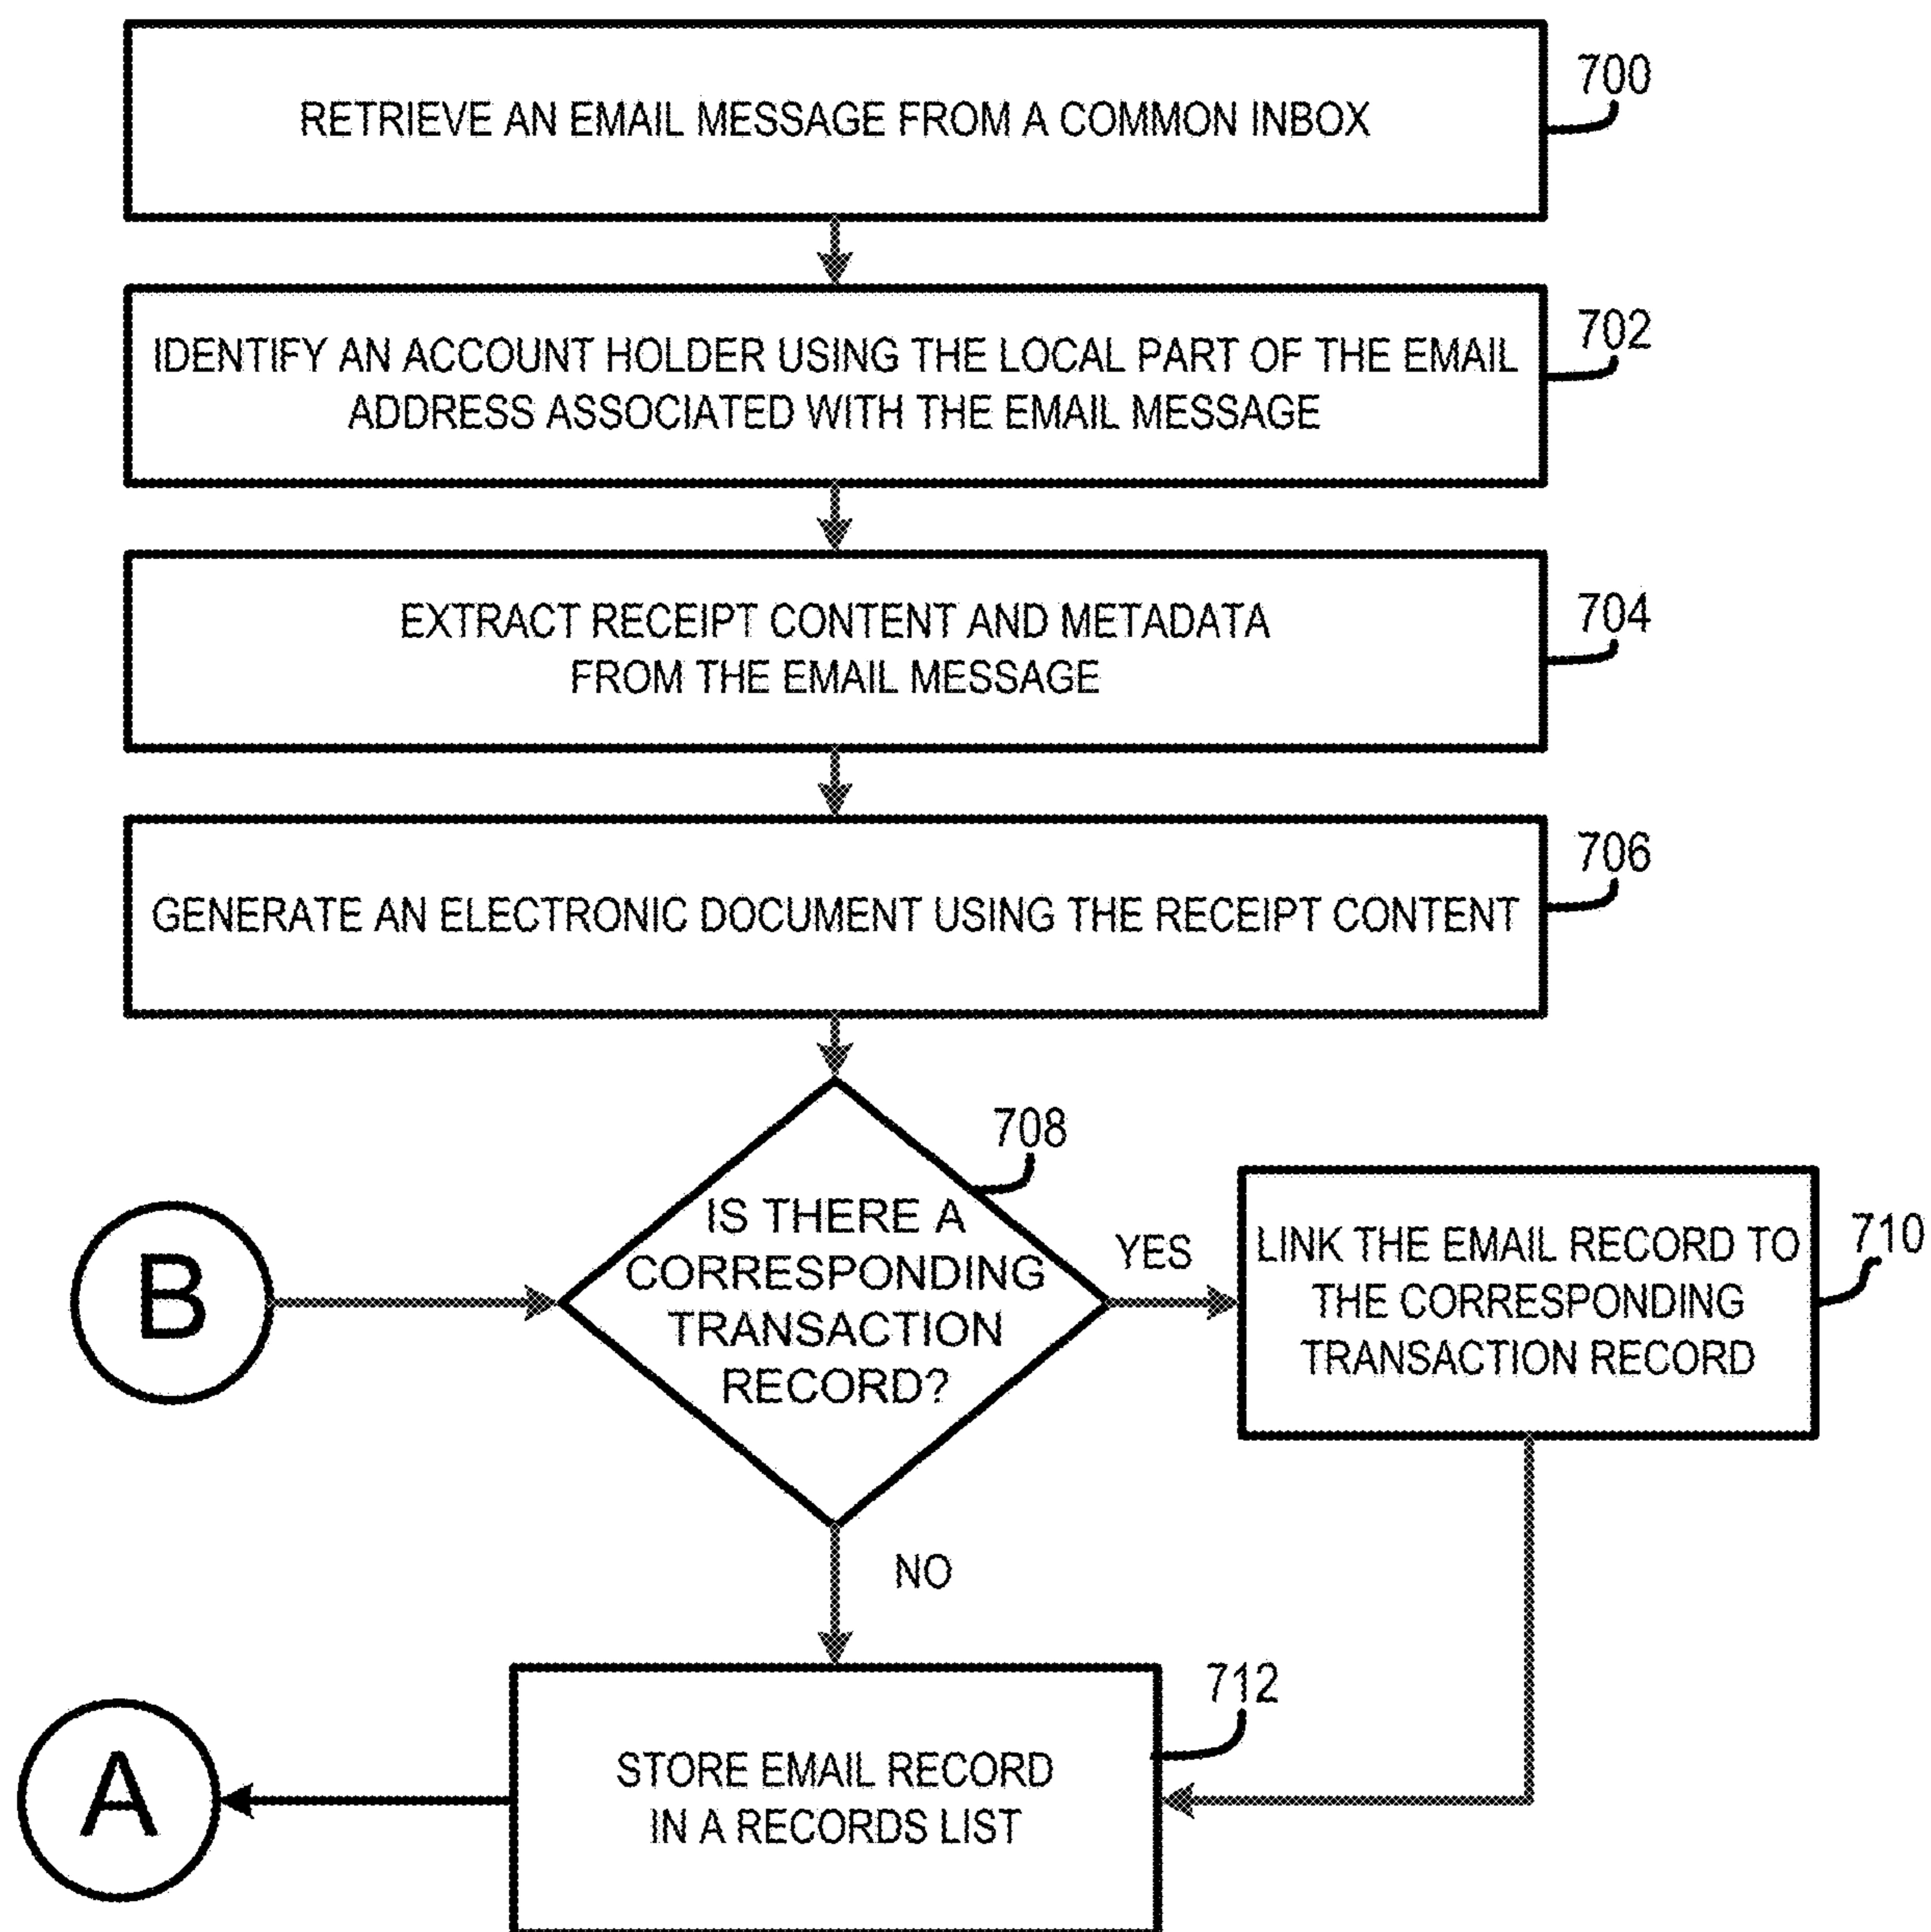 RETRIEVE AN EMAIL MESSAGE FROM A COMMON INBOX
700
IDENTIFY AN ACCOUNT HOLDER USING THE LOCAL PART OF THE EMAIL
ADDRESS ASSOCIATED WITH THE EMAIL MESSAGE
702
EXTRACT RECEIPT CONTENT AND METADATA
FROM THE EMAIL MESSAGE
704
GENERATE AN ELECTRONIC DOCUMENT USING THE RECEIPT CONTENT
706
B
IS THERE A
CORRESPONDING
TRANSACTION
RECORD?
708
YES
LINK THE EMAIL RECORD TO
THE CORRESPONDING
TRANSACTION RECORD
710
NO
A
STORE EMAIL RECORD
IN A RECORDS LIST
712